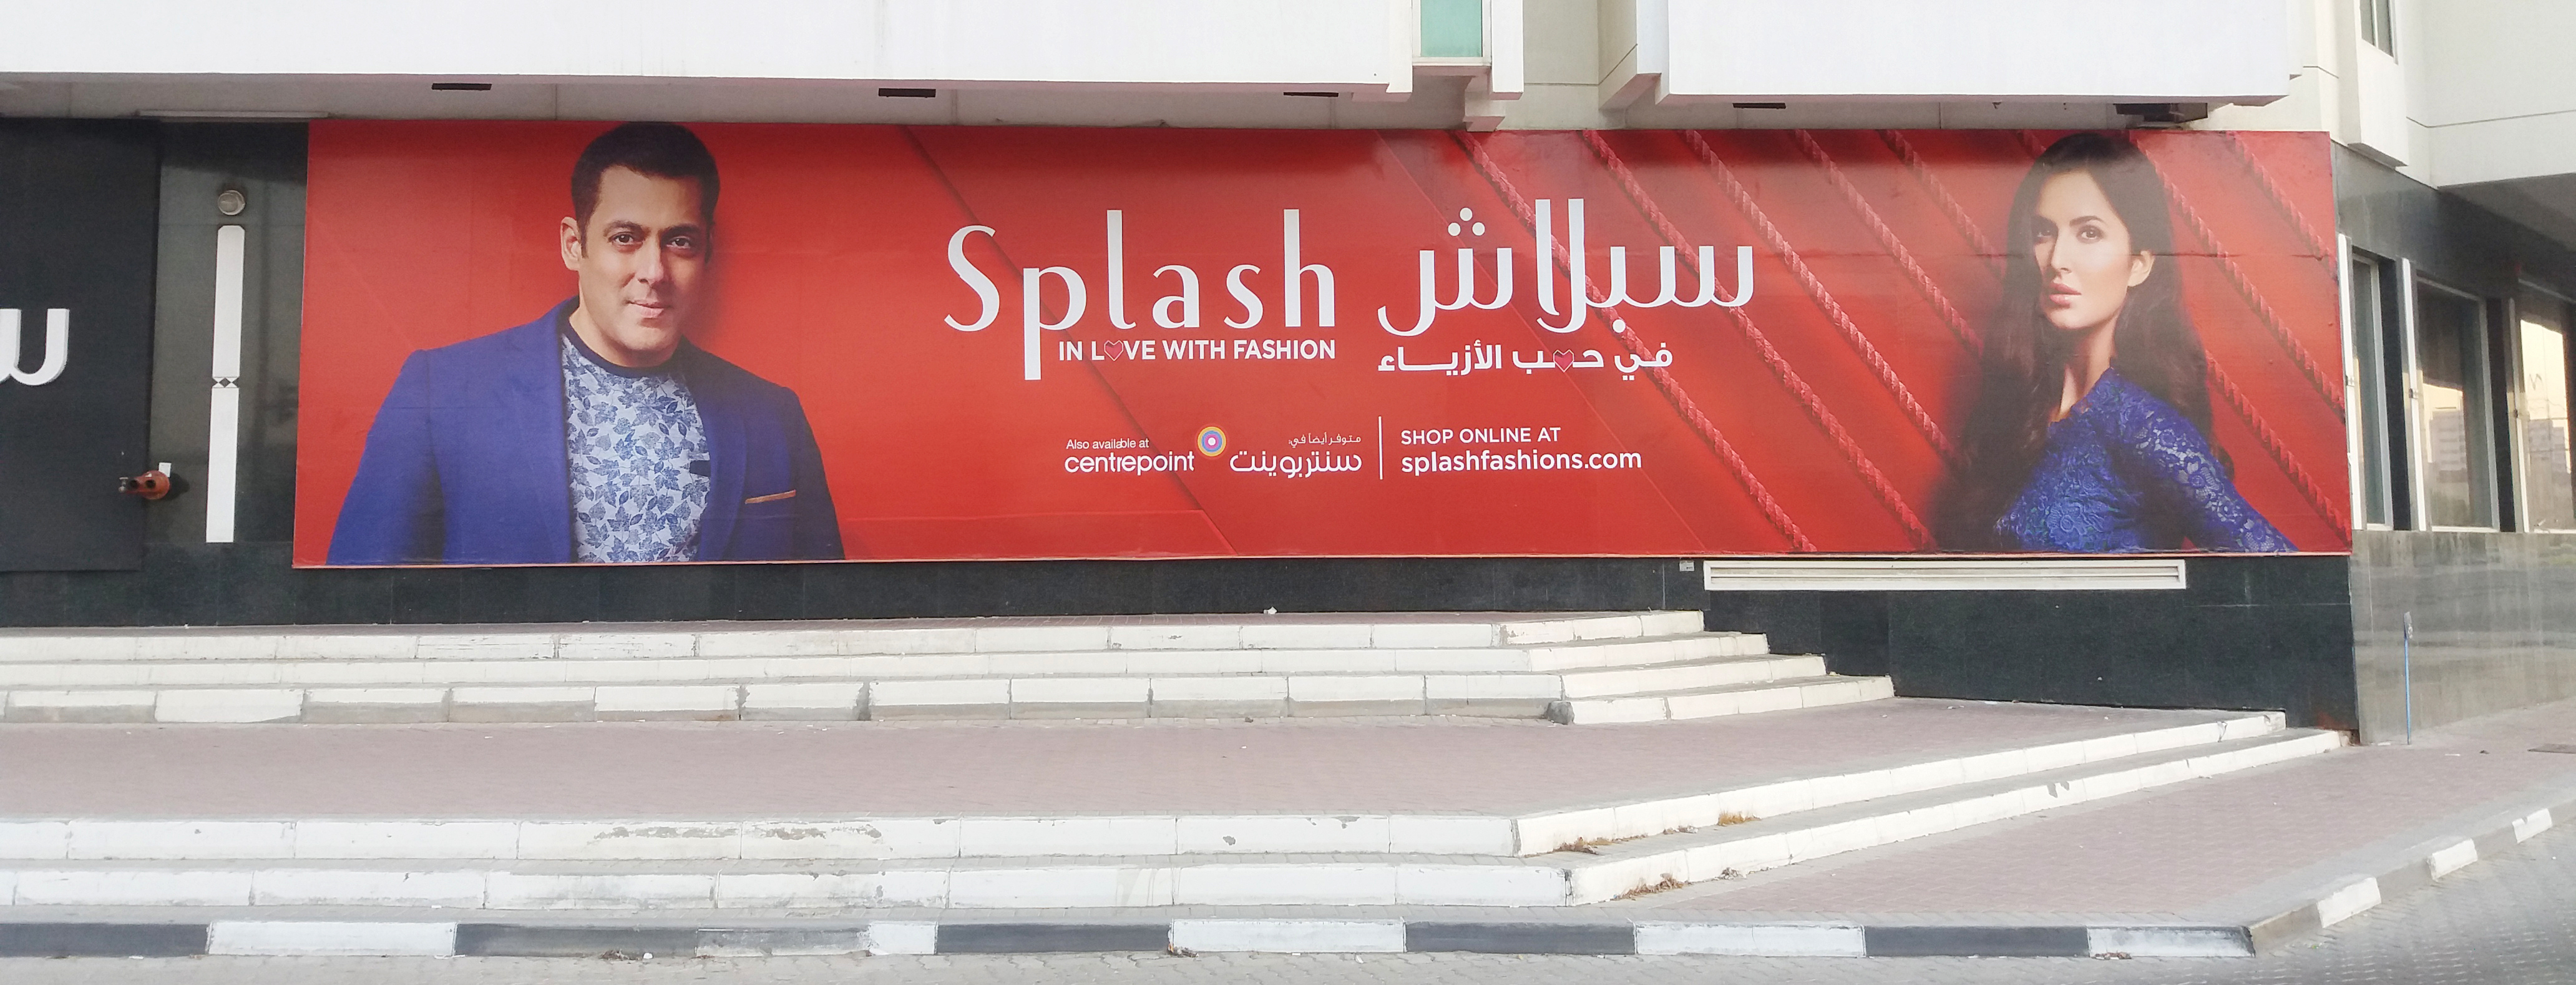 Splash
IN LOVE WITH FASHION
سبلاش
في حب الأزياء
Also available at
centrepoint
متوفر أيضا في:
سنتربوينت
SHOP ONLINE AT
splashfashions.com